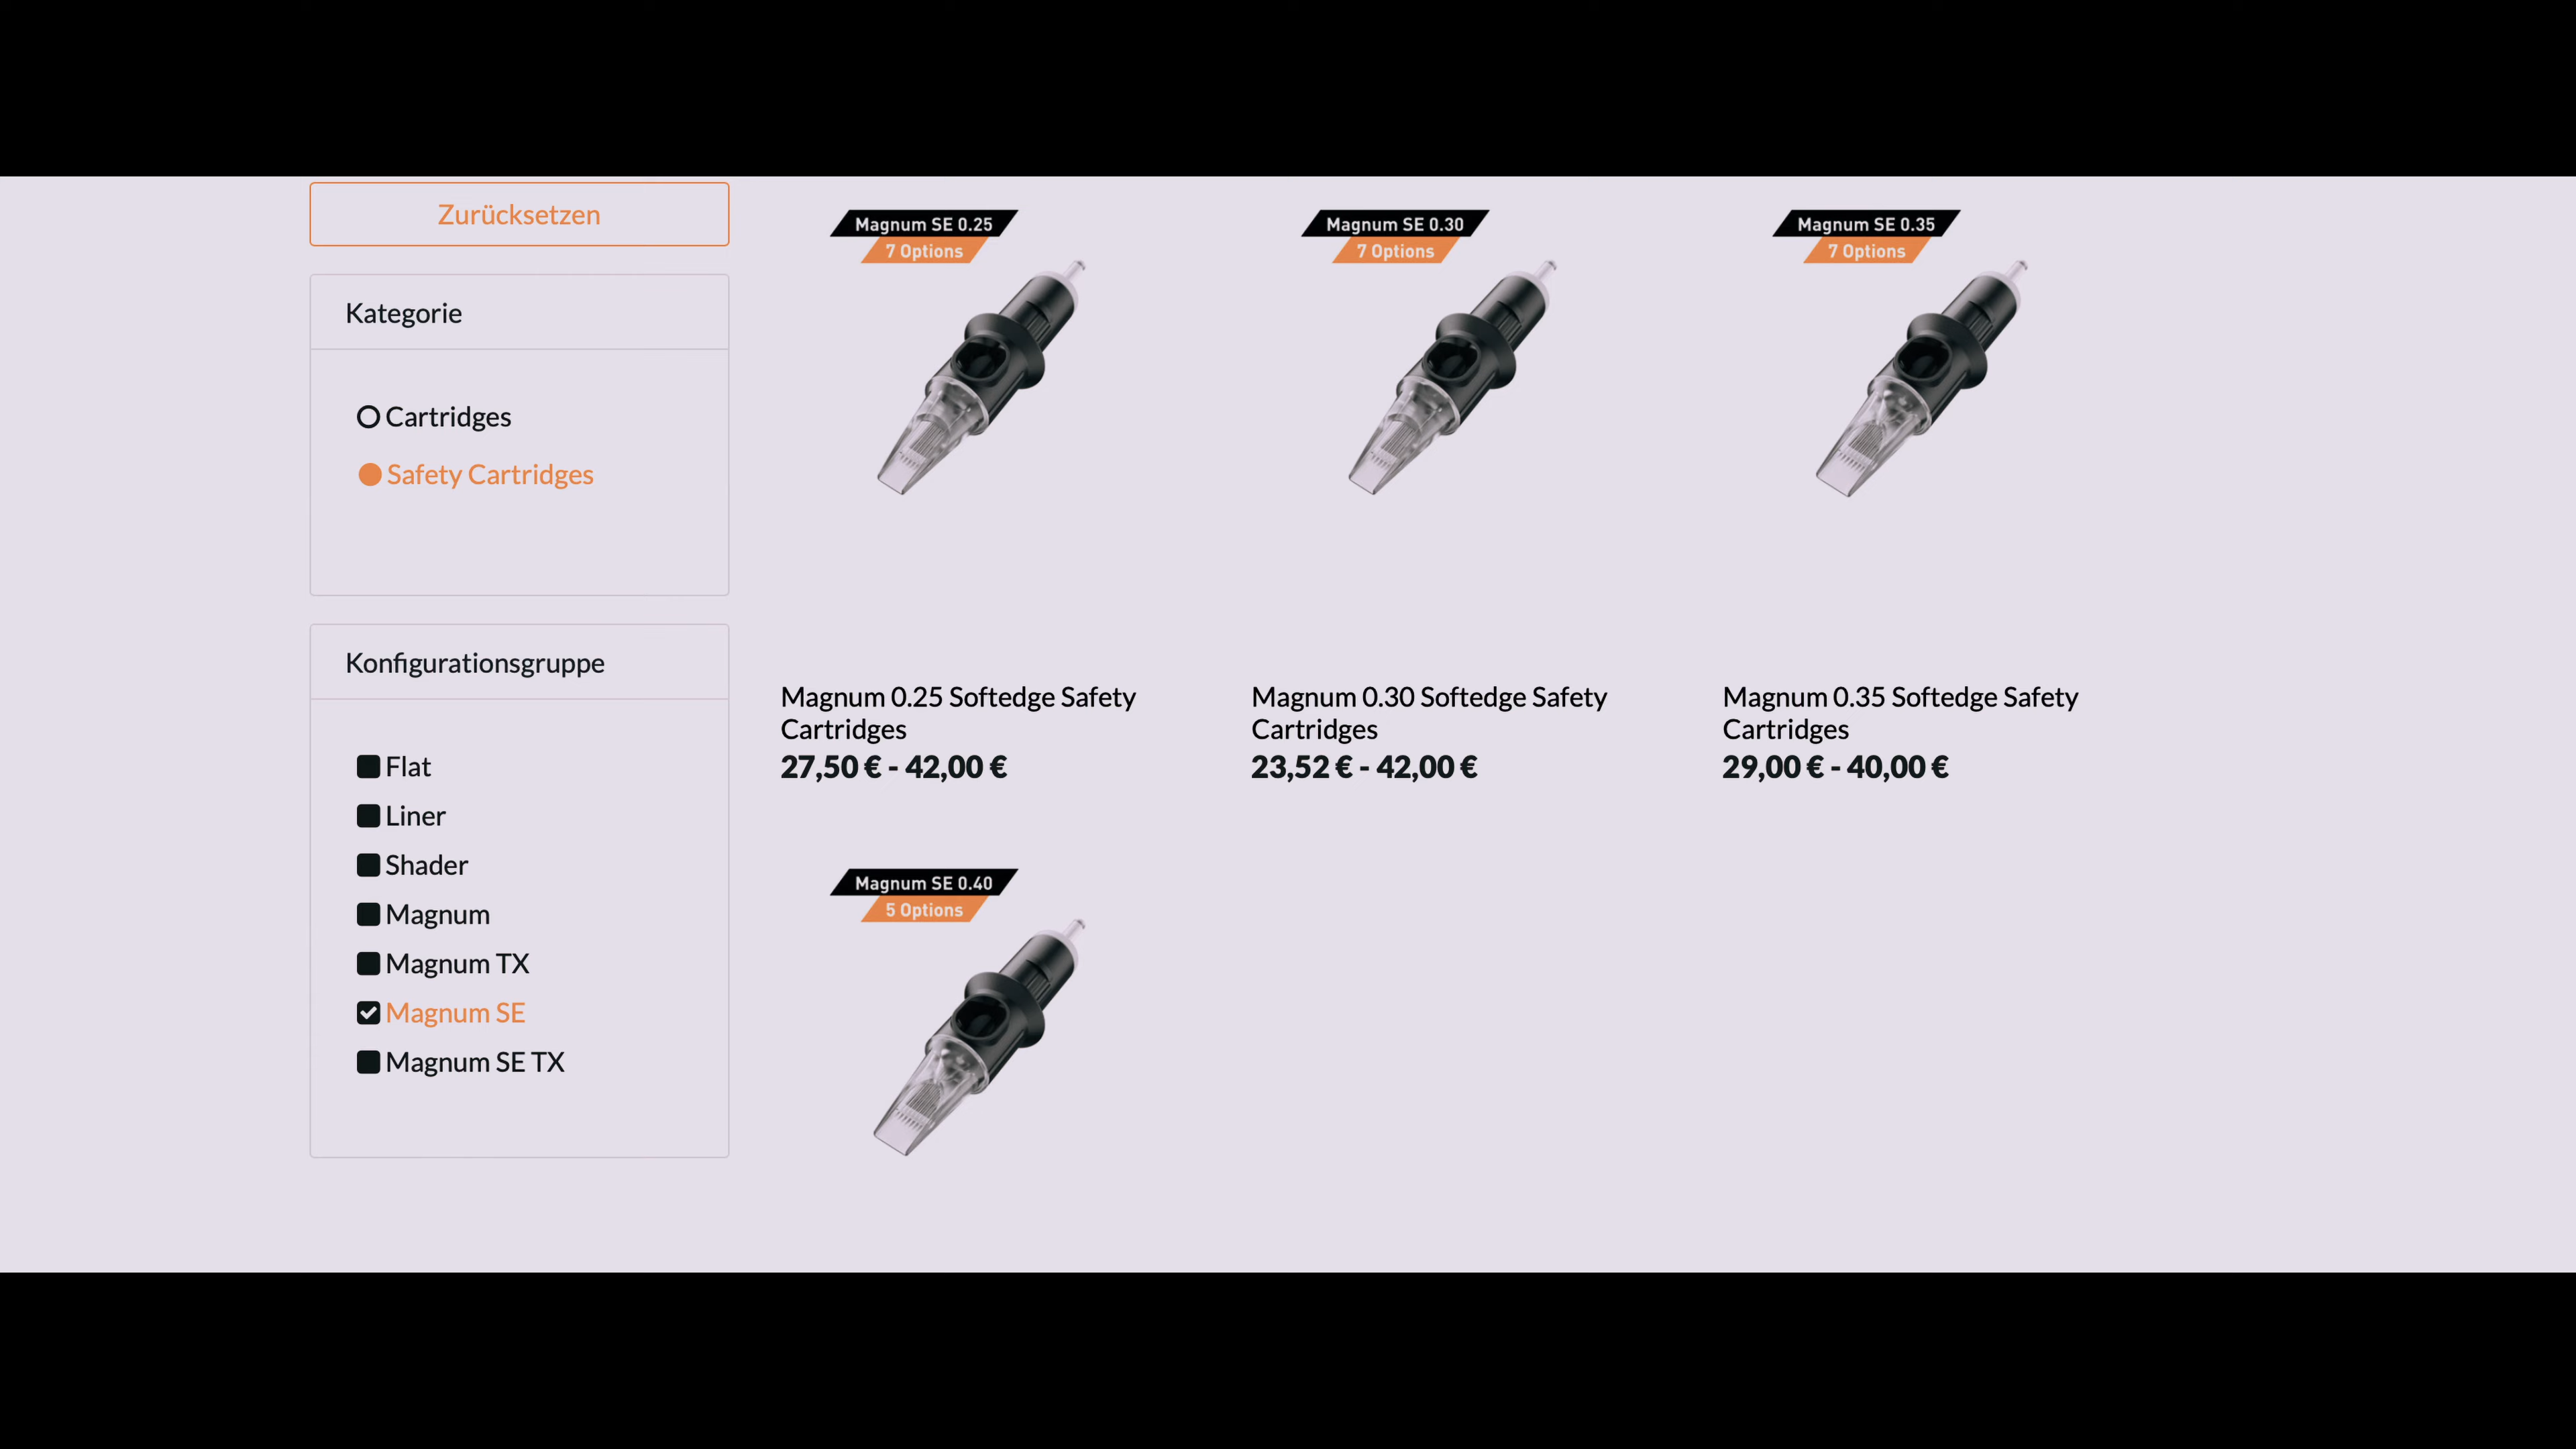 Zurücksetzen
Kategorie
Cartridges
Safety Cartridges
Konfigurationsgruppe
Flat
Liner
Shader
Magnum
Magnum TX
Magnum SE
Magnum SE TX
Magnum SE 0.25
7 Options
Magnum 0.25 Softedge Safety
Cartridges
27,50 € - 42,00 €
Magnum SE 0.30
7 Options
Magnum 0.30 Softedge Safety
Cartridges
23,52 € - 42,00 €
Magnum SE 0.35
7 Options
Magnum 0.35 Softedge Safety
Cartridges
29,00 € - 40,00 €
Magnum SE 0.40
5 Options